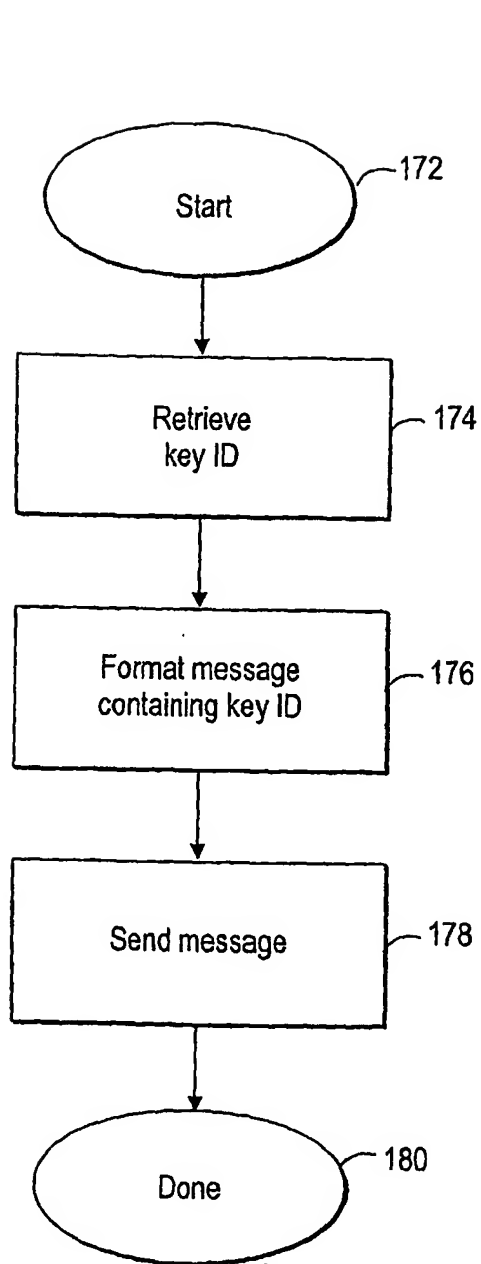 Start
172
Retrieve
key ID
174
Format message
containing key ID
176
Send message
178
Done
180